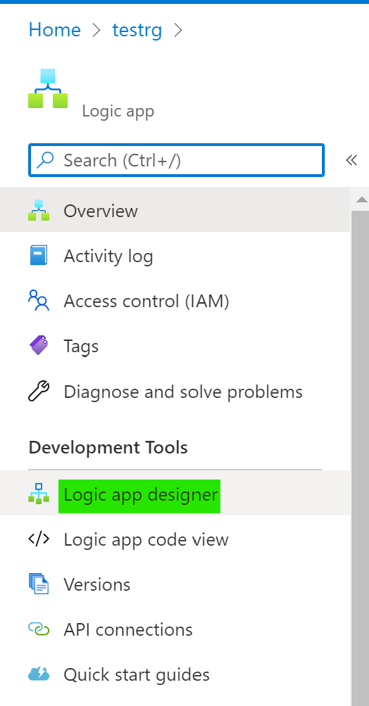 Home > testrg >
Logic app
Search (Ctrl+/) «
Overview
Activity log
Access control (IAM)
Tags
Diagnose and solve problems
Development Tools
Logic app designer
</> Logic app code view
Versions
API connections
Quick start guides